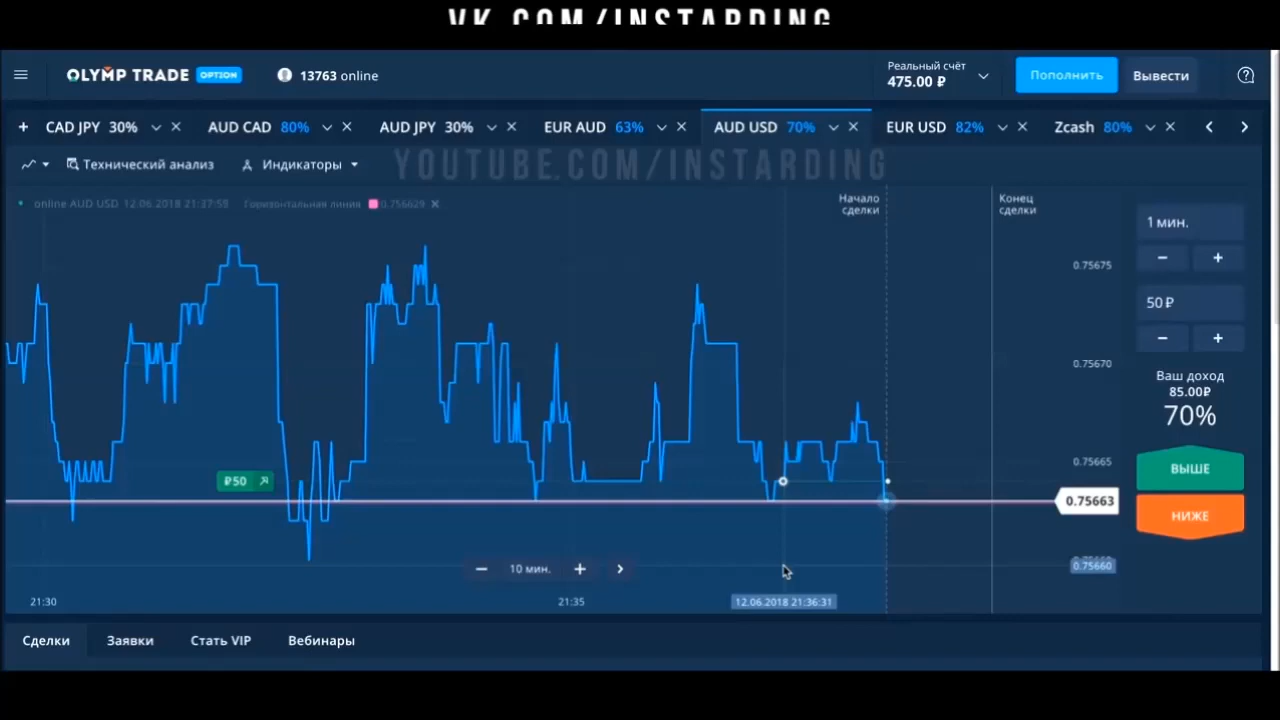 VK.COM/INSTARDING
OLYMP TRADE OPTION
13763 online
Реальный счёт
475.00 ₽
Пополнить
Вывести
+ CAD JPY 30%
AUD CAD 80%
AUD JPY 30%
EUR AUD 63%
AUD USD 70%
EUR USD 82%
Zcash 80%
Технический анализ
Индикаторы
YOUTUBE.COM/INSTARDING
online AUD USD 12.06.2018 21:37:59 Горизонтальная линия 0.756629
Начало
сделки
Конец
сделки
1 мин.
− +
50 ₽
− +
Ваш доход
85.00₽
70%
ВЫШЕ
НИЖЕ
0.75675
0.75670
0.75665
0.75663
0.75660
₽50
− 10 мин. +
21:30
21:35
12.06.2018 21:36:31
Сделки
Заявки
Стать VIP
Вебинары